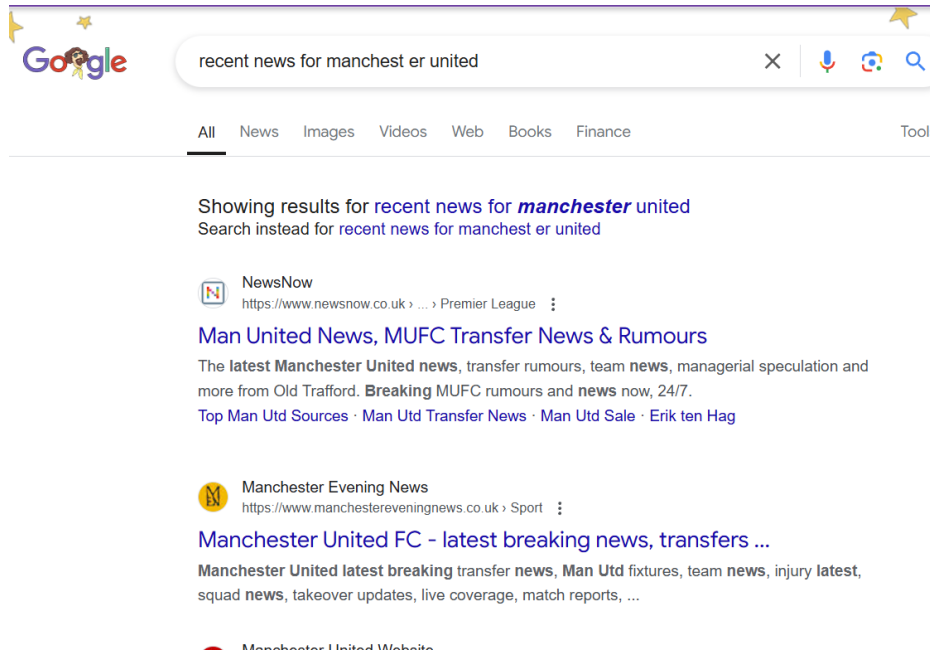 Google
recent news for manchest er united
All News Images Videos Web Books Finance Tool
Showing results for recent news for manchester united
Search instead for recent news for manchest er united
NewsNow
https://www.newsnow.co.uk › ... › Premier League
Man United News, MUFC Transfer News & Rumours
The latest Manchester United news, transfer rumours, team news, managerial speculation and
more from Old Trafford. Breaking MUFC rumours and news now, 24/7.
Top Man Utd Sources · Man Utd Transfer News · Man Utd Sale · Erik ten Hag
Manchester Evening News
https://www.manchestereveningnews.co.uk › Sport
Manchester United FC - latest breaking news, transfers ...
Manchester United latest breaking transfer news, Man Utd fixtures, team news, injury latest,
squad news, takeover updates, live coverage, match reports, ...
Manchester United Website